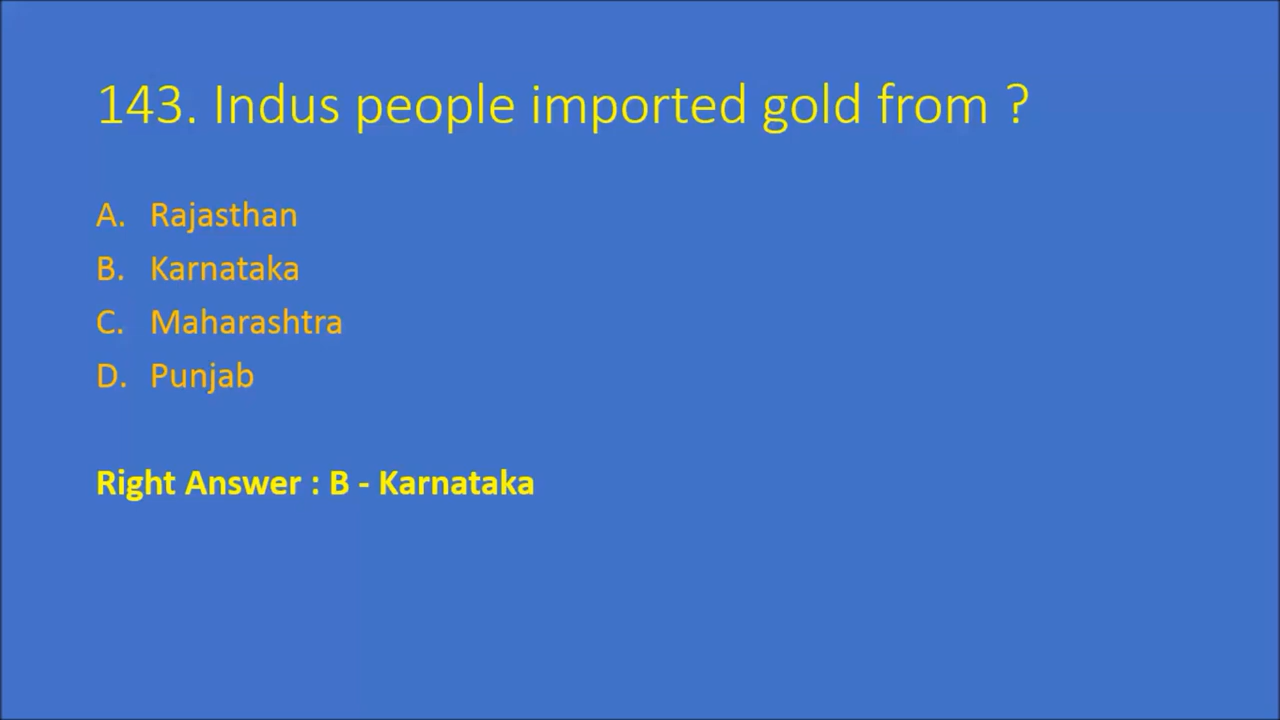 143. Indus people imported gold from ?
A. Rajasthan
B. Karnataka
C. Maharashtra
D. Punjab
Right Answer : B - Karnataka